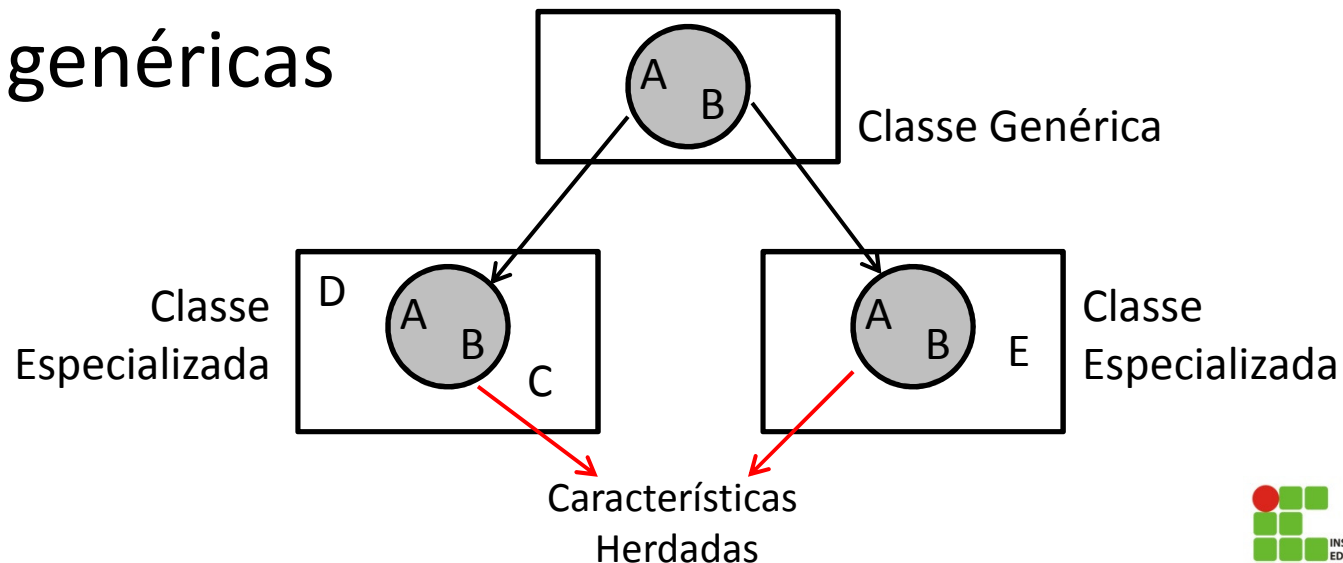 genéricas
A
B
Classe Genérica
Classe
Especializada
D
A
B
C
A
B
E
Classe
Especializada
Características
Herdadas